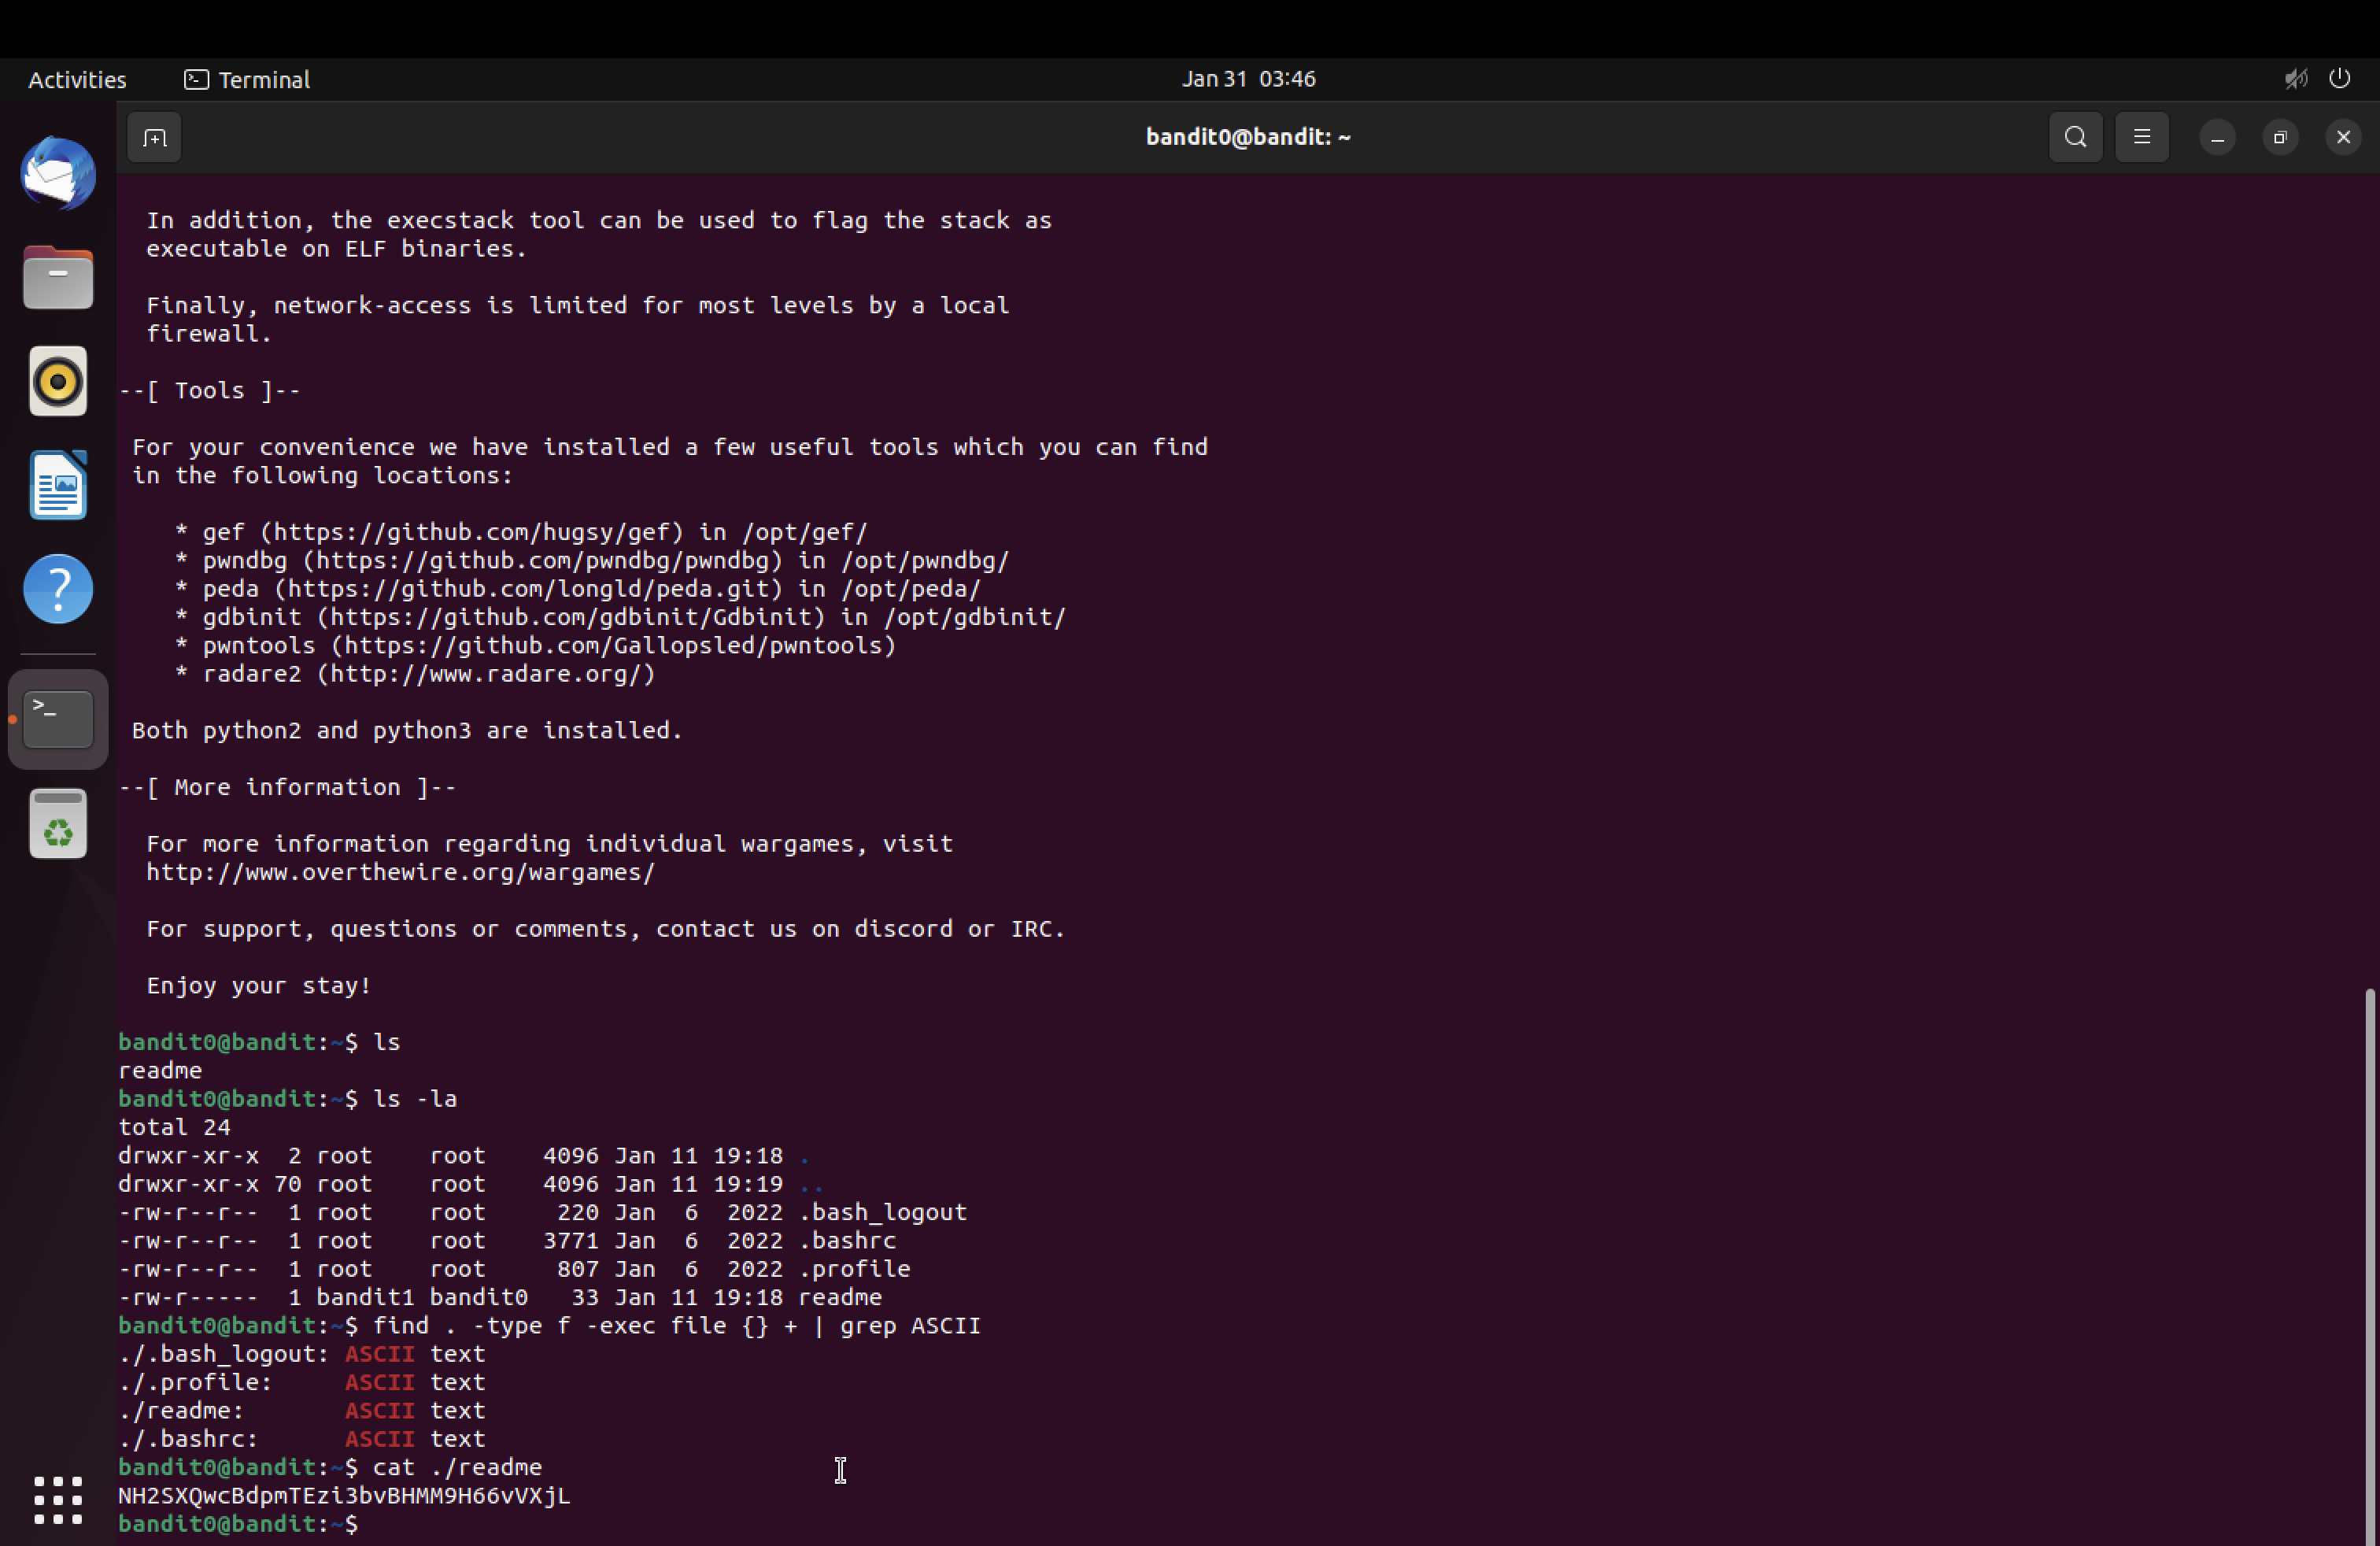 Activities
Terminal
Jan 31 03:46
bandit0@bandit: ~
In addition, the execstack tool can be used to flag the stack as
executable on ELF binaries.
Finally, network-access is limited for most levels by a local
firewall.
--[ Tools ]--
For your convenience we have installed a few useful tools which you can find
in the following locations:
* gef (https://github.com/hugsy/gef) in /opt/gef/
* pwndbg (https://github.com/pwndbg/pwndbg) in /opt/pwndbg/
* peda (https://github.com/longld/peda.git) in /opt/peda/
* gdbinit (https://github.com/gdbinit/Gdbinit) in /opt/gdbinit/
* pwntools (https://github.com/Gallopsled/pwntools)
* radare2 (http://www.radare.org/)
Both python2 and python3 are installed.
--[ More information ]--
For more information regarding individual wargames, visit
http://www.overthewire.org/wargames/
For support, questions or comments, contact us on discord or IRC.
Enjoy your stay!
bandit0@bandit:~$ ls
readme
bandit0@bandit:~$ ls -la
total 24
drwxr-xr-x  2 root    root    4096 Jan 11 19:18 .
drwxr-xr-x 70 root    root    4096 Jan 11 19:19 ..
-rw-r--r--  1 root    root     220 Jan  6  2022 .bash_logout
-rw-r--r--  1 root    root    3771 Jan  6  2022 .bashrc
-rw-r--r--  1 root    root     807 Jan  6  2022 .profile
-rw-r-----  1 bandit1 bandit0   33 Jan 11 19:18 readme
bandit0@bandit:~$ find . -type f -exec file {} + | grep ASCII
./.bash_logout: ASCII text
./.profile:     ASCII text
./readme:       ASCII text
./.bashrc:      ASCII text
bandit0@bandit:~$ cat ./readme
NH2SXQwcBdpmTEzi3bvBHMM9H66vVXjL
bandit0@bandit:~$